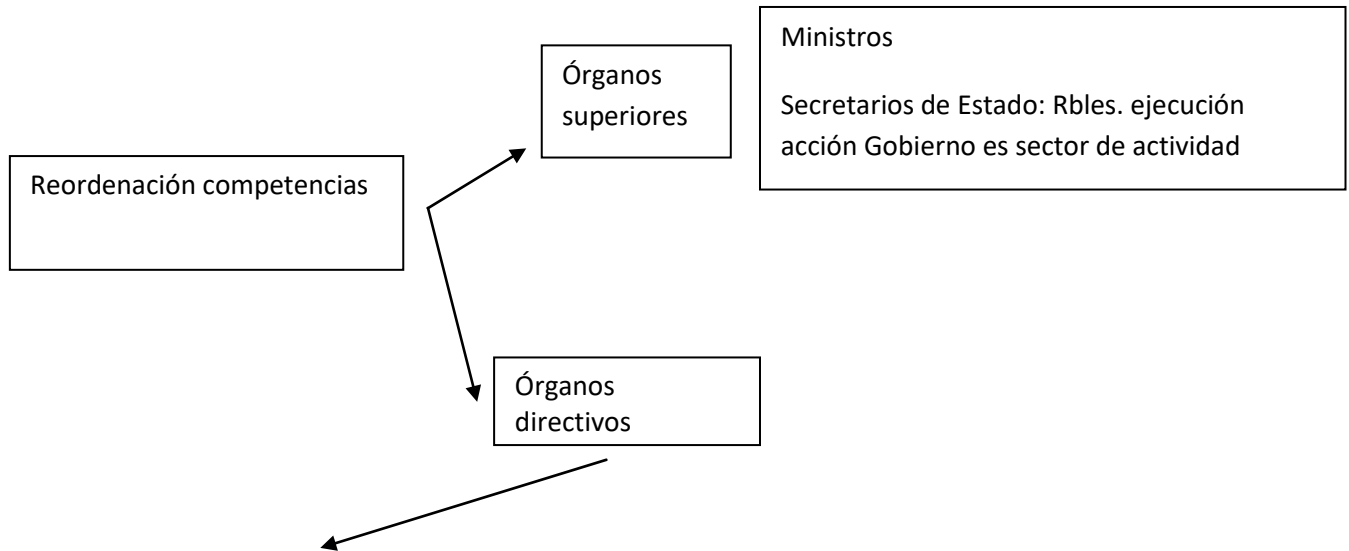 Reordenación competencias
Órganos
superiores
Ministros
Secretarios de Estado: Rbles. ejecución
acción Gobierno es sector de actividad
Órganos
directivos